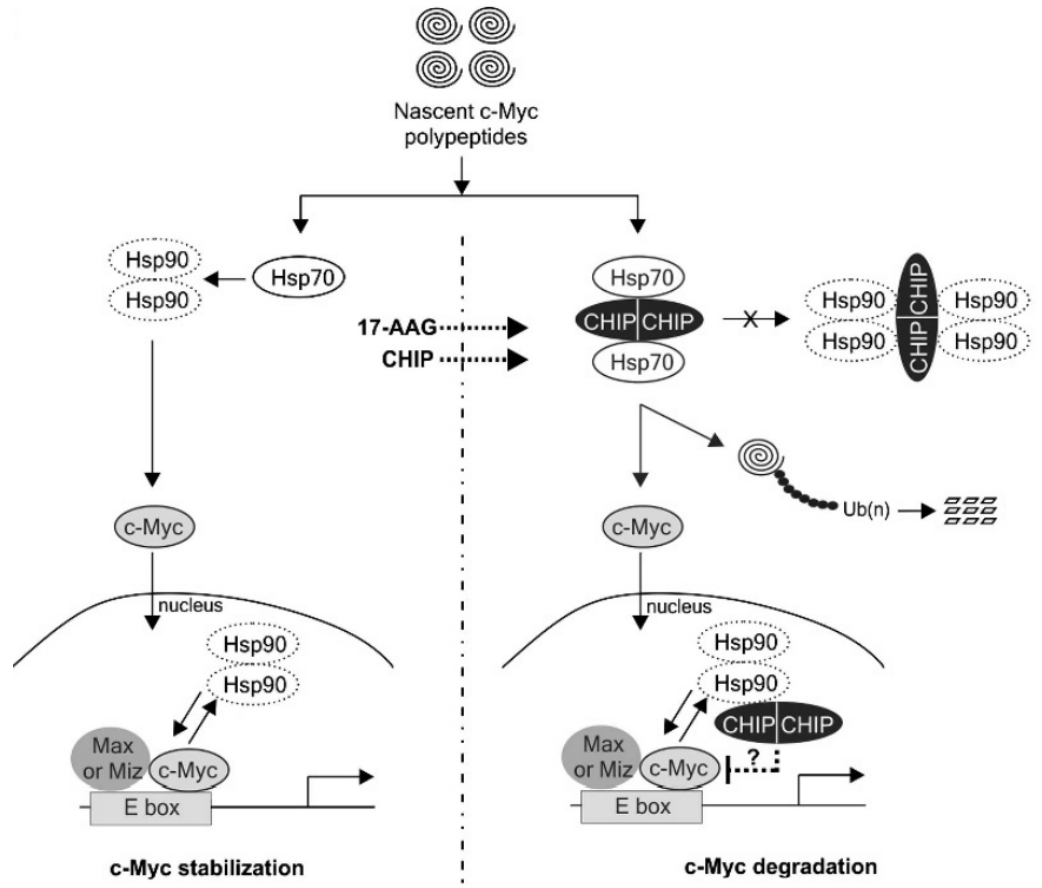 Nascent c-Myc
polypeptides
Hsp90
Hsp90
Hsp70
17-AAG
CHIP
Hsp70
CHIP CHIP
Hsp70
X
Hsp90
Hsp90
CHIP CHIP
Hsp90
Hsp90
Ub(n)
c-Myc
nucleus
Hsp90
Hsp90
Max
or Miz
c-Myc
E box
c-Myc stabilization
c-Myc
nucleus
Hsp90
Hsp90
CHIP CHIP
?
Max
or Miz
c-Myc
E box
c-Myc degradation